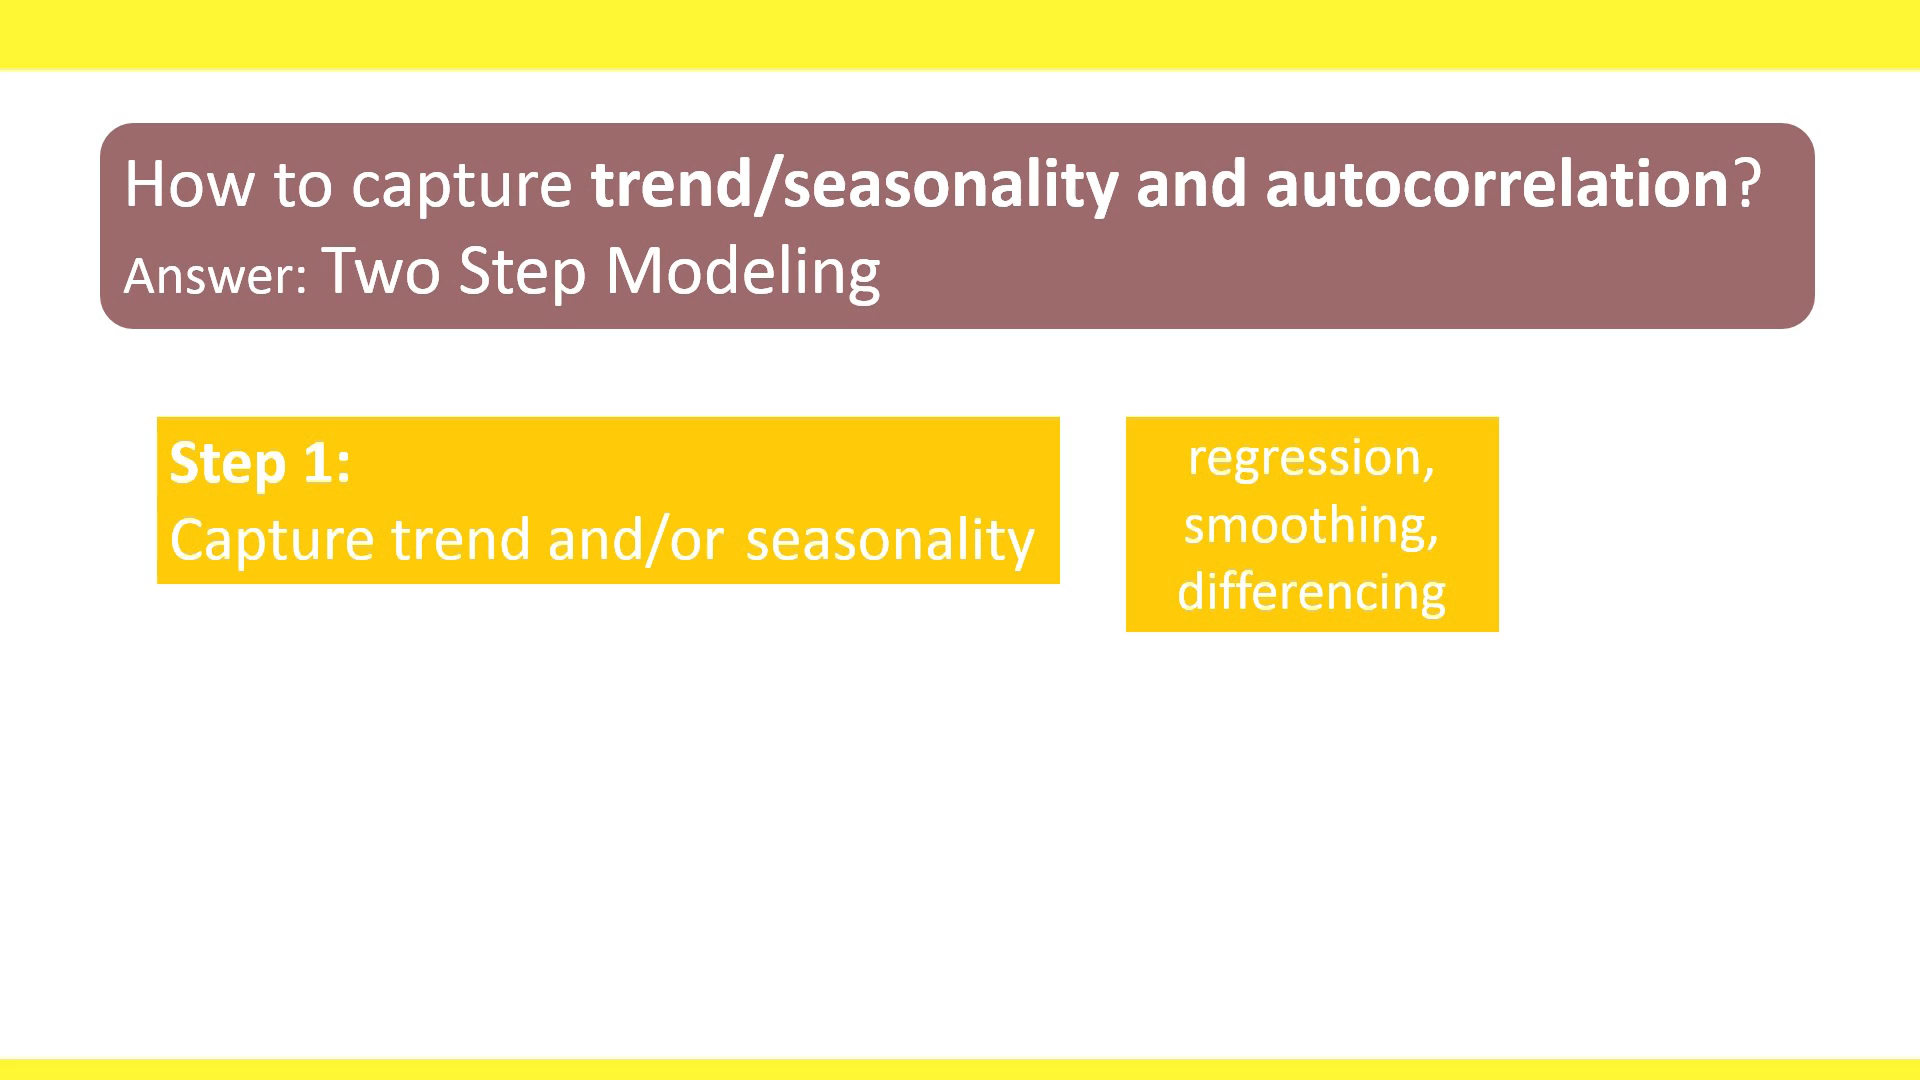 How to capture trend/seasonality and autocorrelation?
Answer: Two Step Modeling
Step 1:
Capture trend and/or seasonality
regression,
smoothing,
differencing